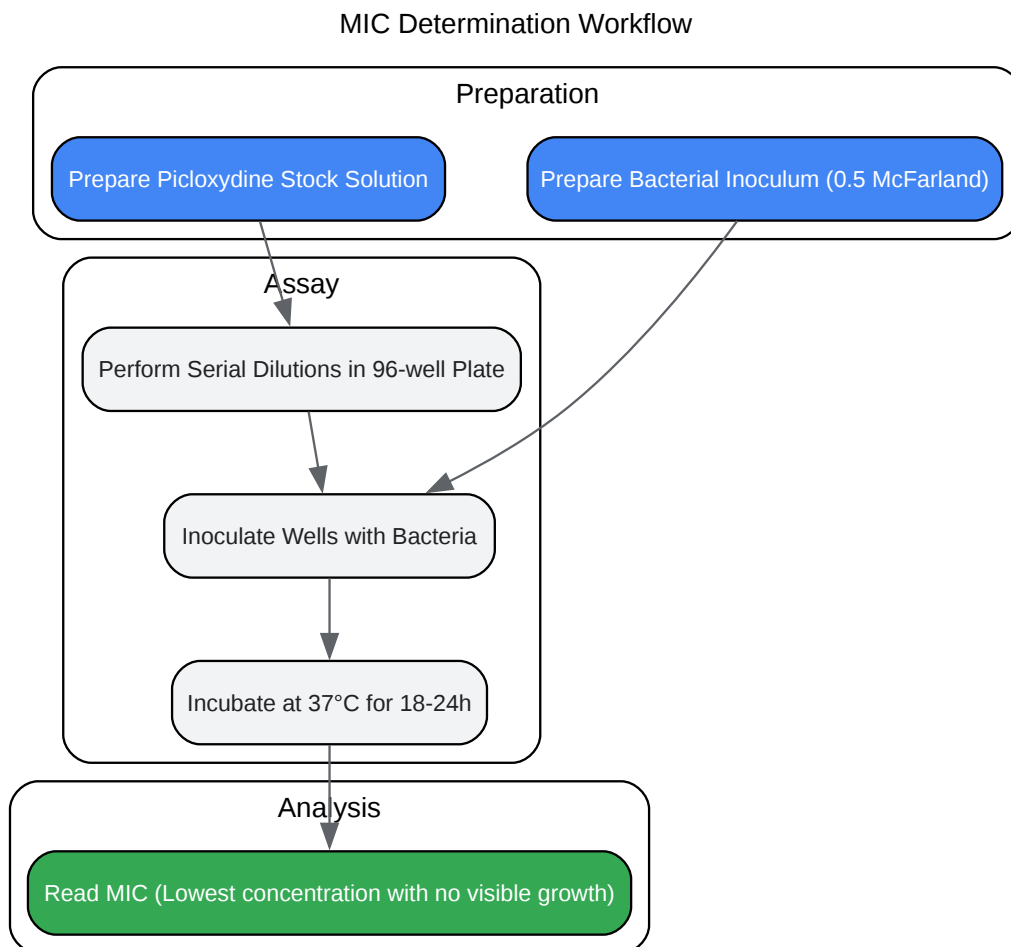 MIC Determination Workflow
Preparation
Prepare Picloxydine Stock Solution
Prepare Bacterial Inoculum (0.5 McFarland)
Assay
Perform Serial Dilutions in 96-well Plate
Inoculate Wells with Bacteria
Incubate at 37°C for 18-24h
Analysis
Read MIC (Lowest concentration with no visible growth)